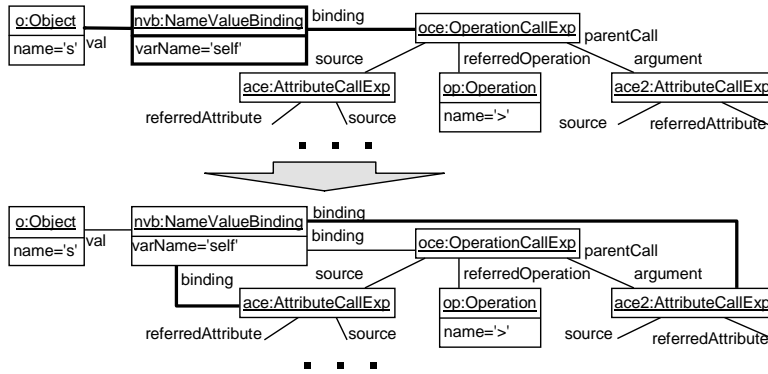 o:Object
name='s'
val
nvb:NameValueBinding
varName='self'
binding
oce:OperationCallExp
parentCall
source
referredOperation
argument
ace:AttributeCallExp
op:Operation
name='>'
ace2:AttributeCallExp
referredAttribute
source
source
referredAttribute
o:Object
name='s'
val
nvb:NameValueBinding
varName='self'
binding
binding
oce:OperationCallExp
parentCall
binding
source
referredOperation
argument
ace:AttributeCallExp
op:Operation
name='>'
ace2:AttributeCallExp
referredAttribute
source
source
referredAttribute